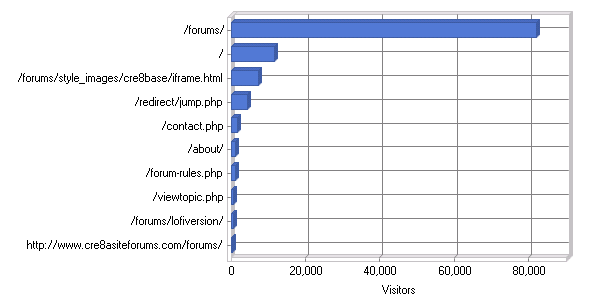 /forums/
/
/forums/style_images/cre8base/iframe.html
/redirect/jump.php
/contact.php
/about/
/forum-rules.php
/viewtopic.php
/forums/lofiversion/
http://www.cre8asiteforums.com/forums/
0 20,000 40,000 60,000 80,000
Visitors